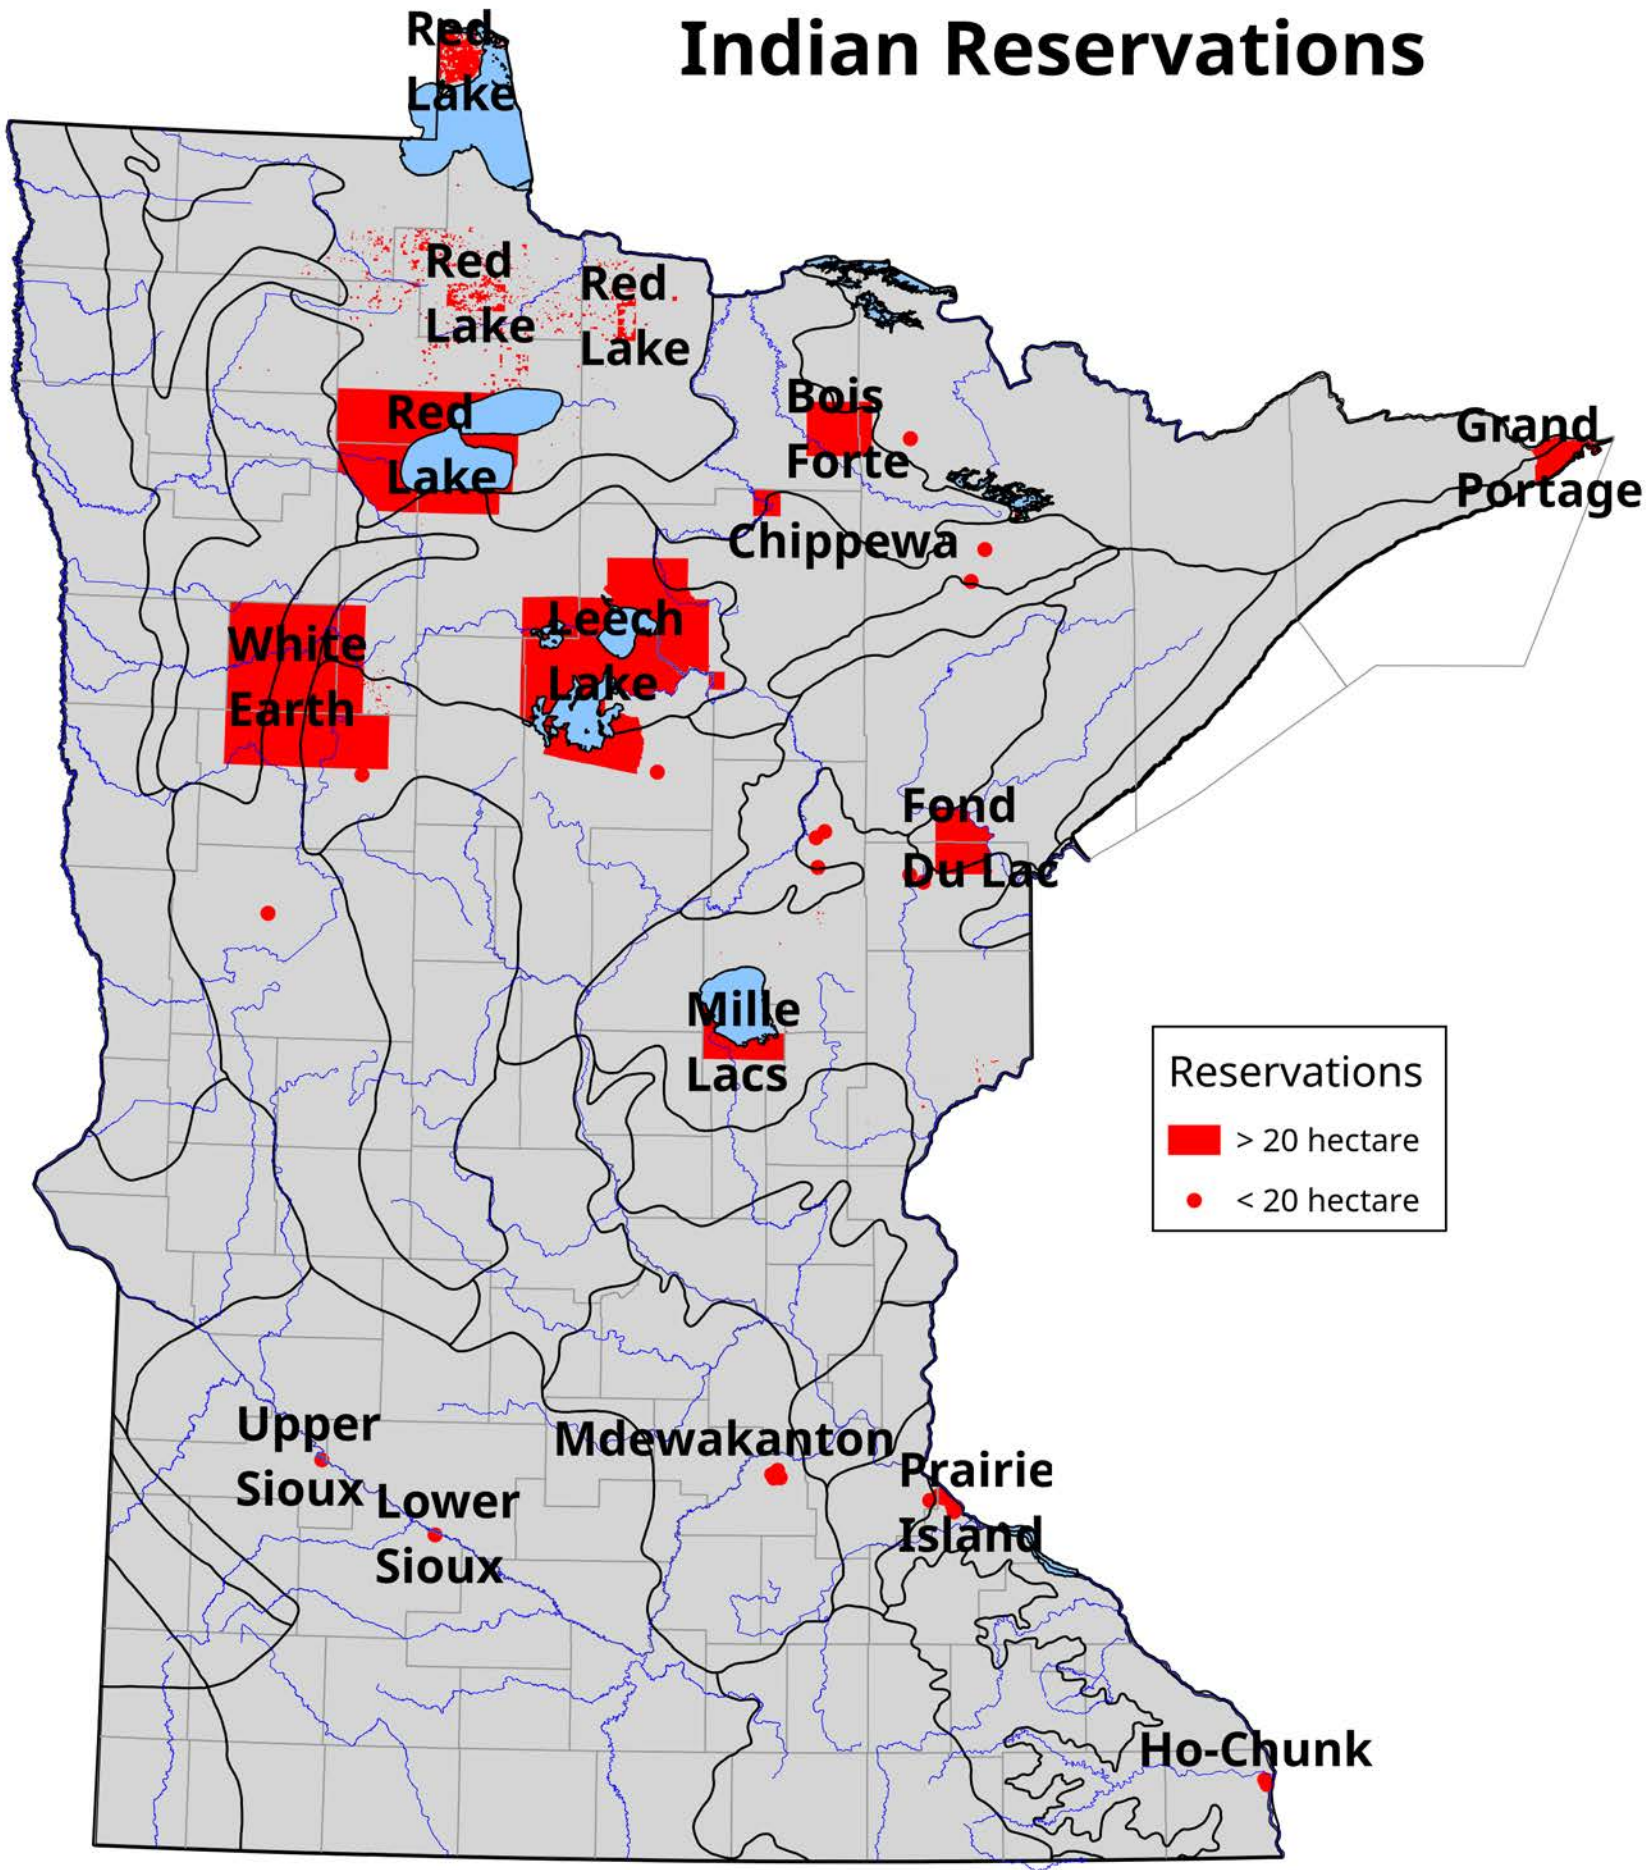 Indian Reservations
Red
Lake
Red
Lake
Red
Lake
Red
Lake
Bois
Forte
Grand
Portage
Chippewa
Leech
Lake
White
Earth
Fond
Du Lac
Mille
Lacs
Reservations
> 20 hectare
< 20 hectare
Upper
Sioux
Lower
Sioux
Mdewakanton
Prairie
Island
Ho-Chunk